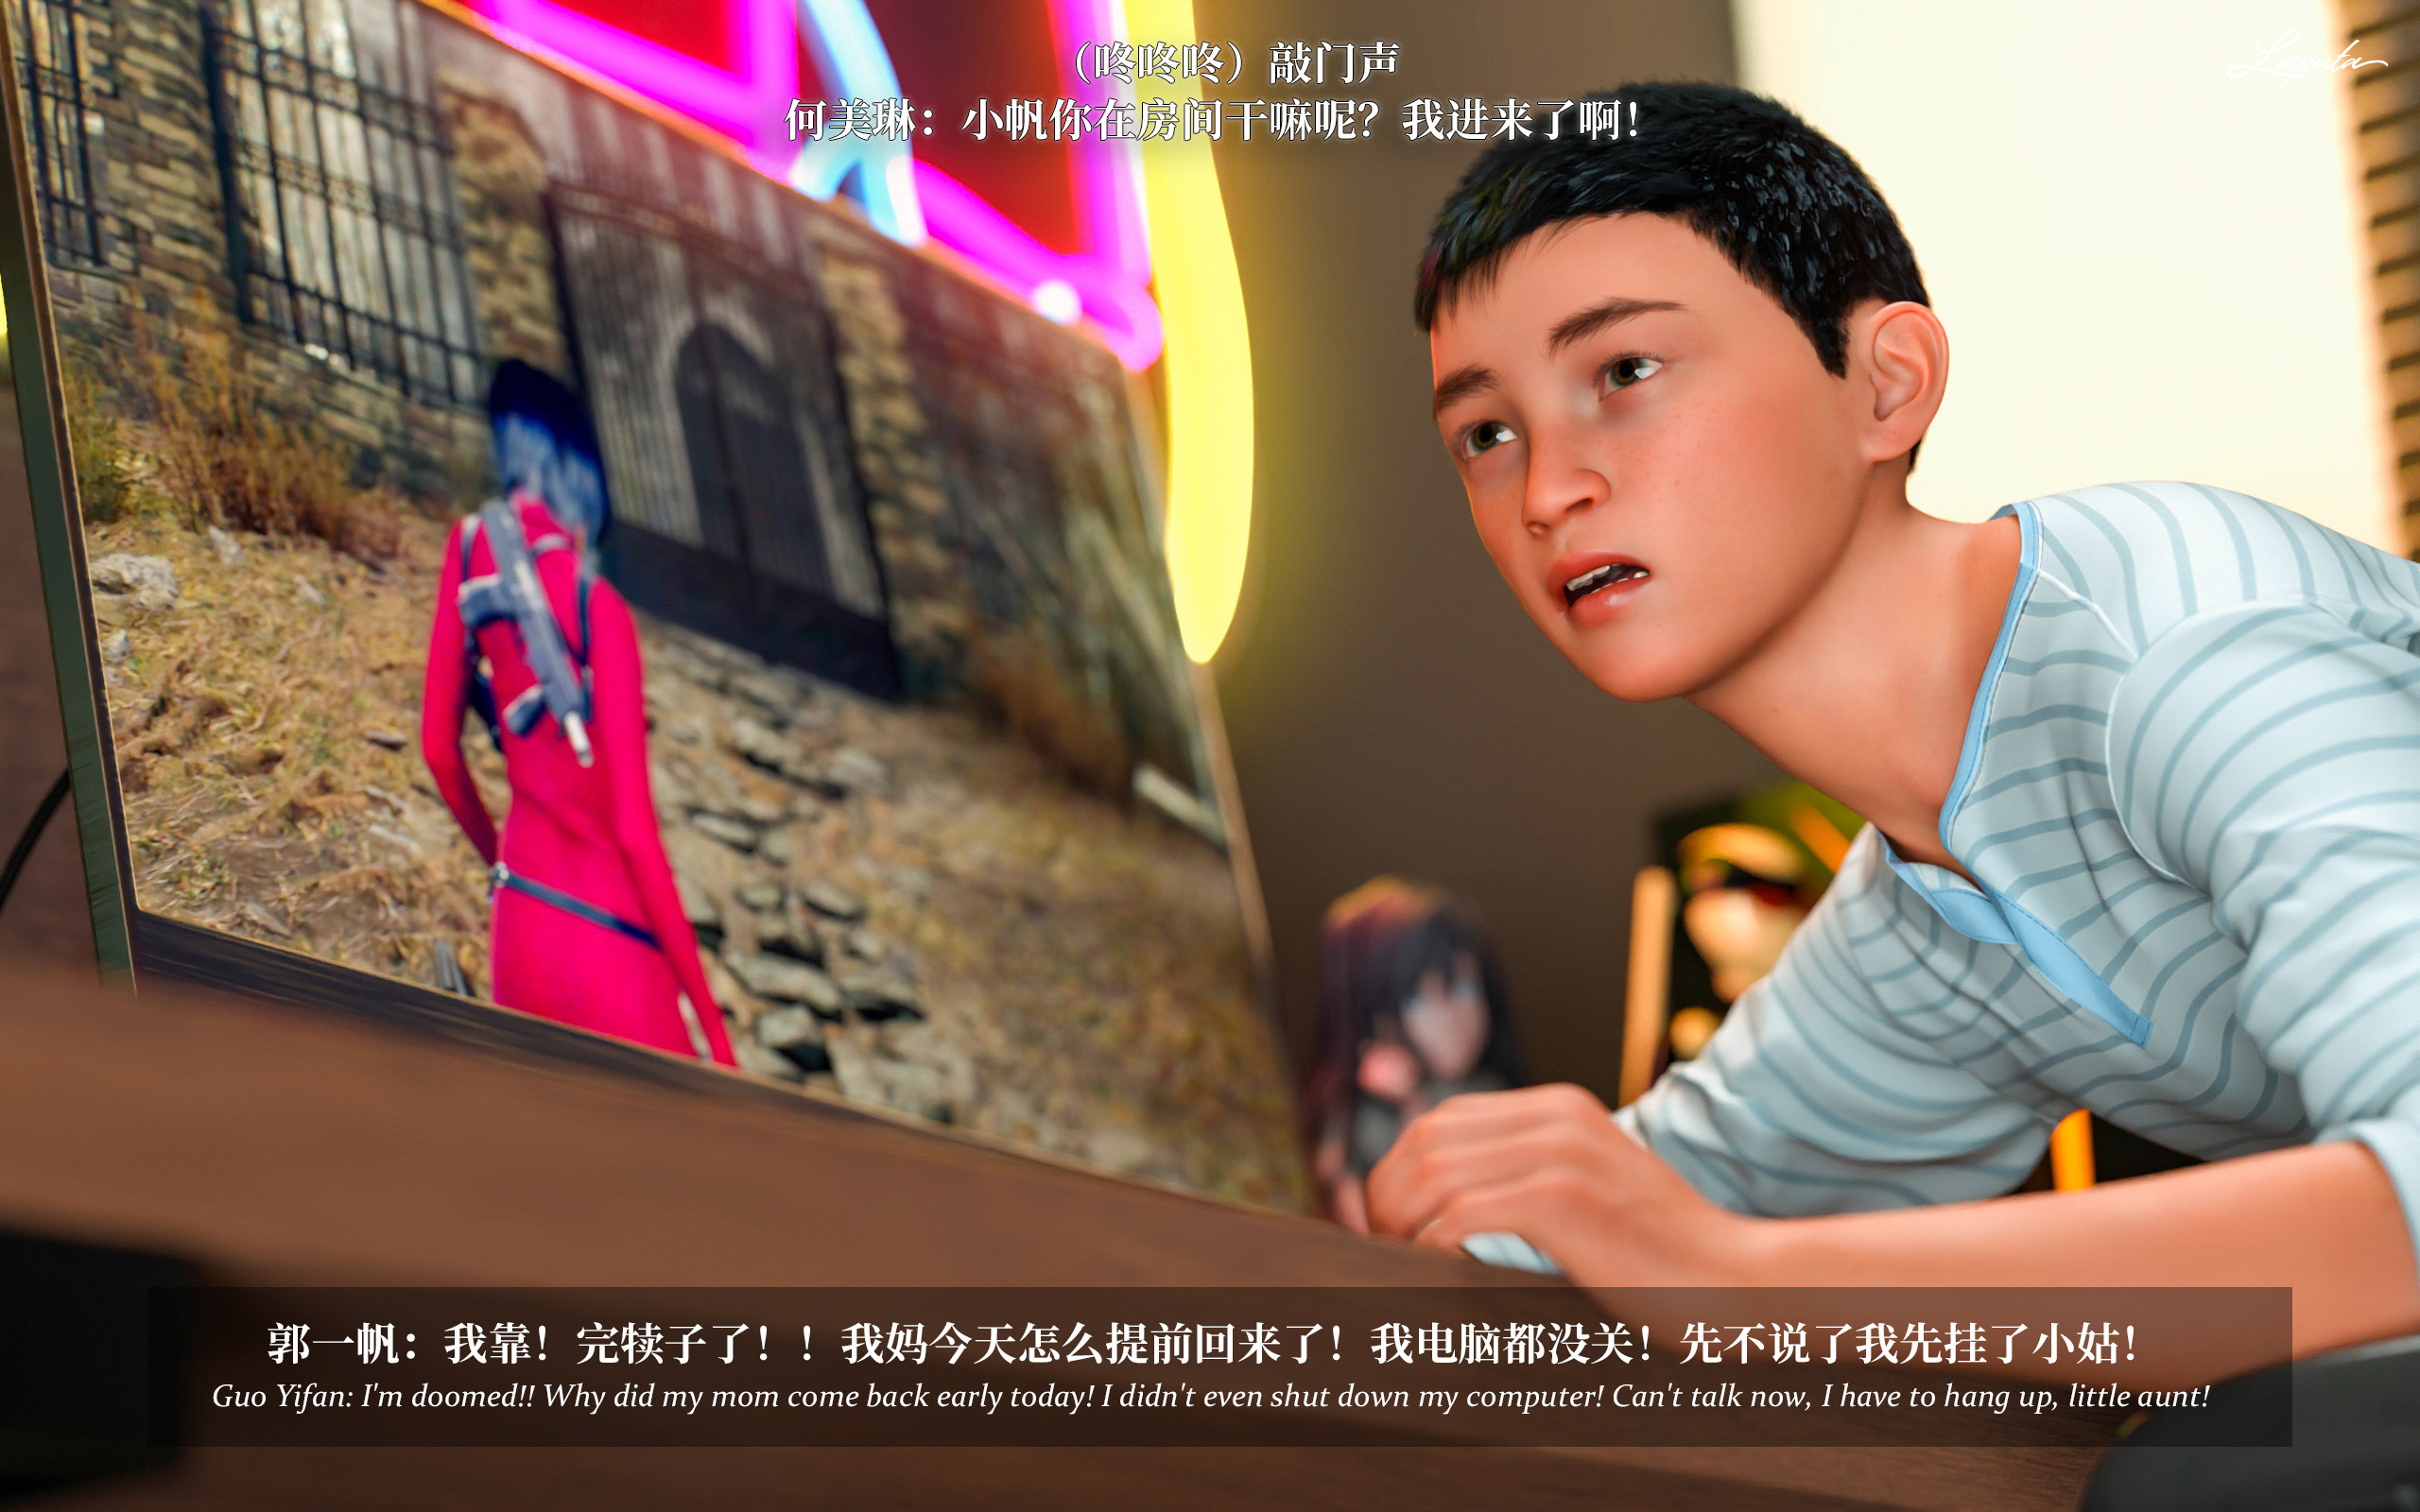 Laputa
（咚咚咚）敲门声
何美琳：小帆你在房间干嘛呢？我进来了啊！
郭一帆：我靠！完犊子了！！我妈今天怎么提前回来了！我电脑都没关！先不说了我先挂了小姑！
Guo Yifan: I'm doomed!! Why did my mom come back early today! I didn't even shut down my computer! Can't talk now, I have to hang up, little aunt!